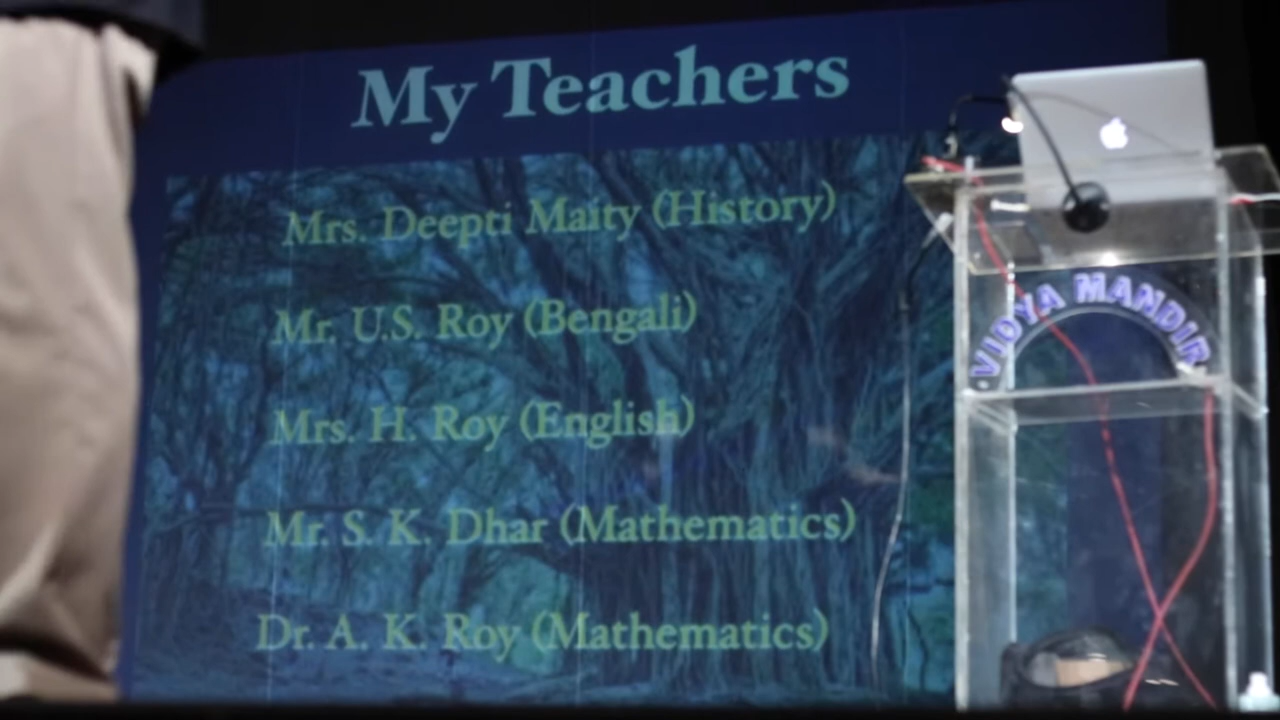 My Teachers
Mrs. Deepti Maity (History)
Mr. U.S. Roy (Bengali)
Mrs. H. Roy (English)
Mr. S. K. Dhar (Mathematics)
Dr. A. K. Roy (Mathematics)
VIDYA MANDIR